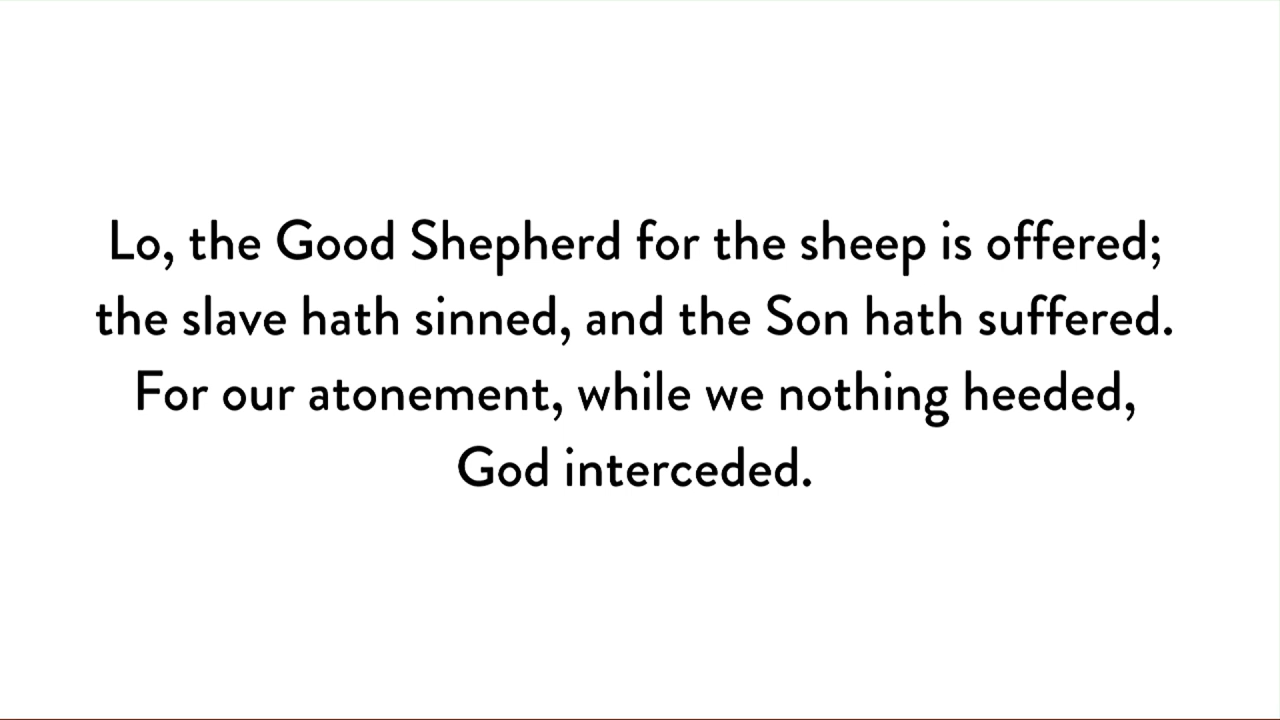 Lo, the Good Shepherd for the sheep is offered;
the slave hath sinned, and the Son hath suffered.
For our atonement, while we nothing heeded,
God interceded.